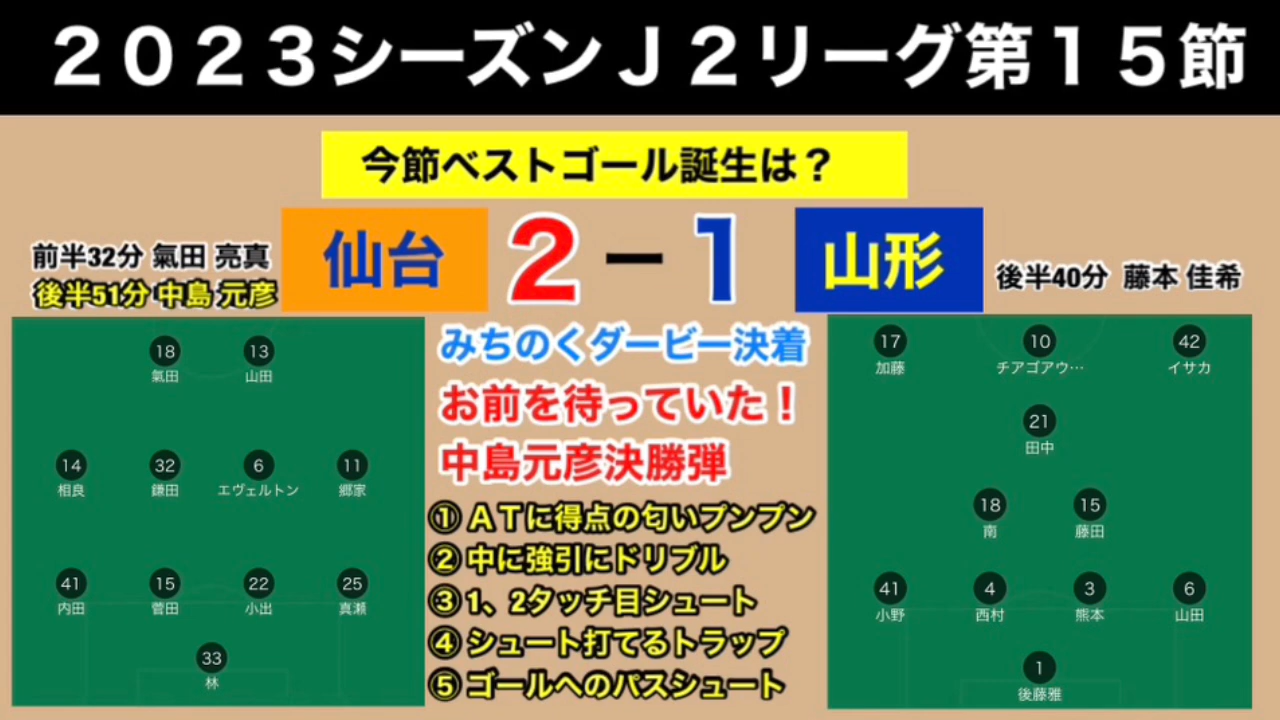 ２０２３シーズンＪ２リーグ第１５節
今節ベストゴール誕生は？
前半32分 氣田 亮真
後半51分 中島 元彦
仙台
2－1
山形
後半40分 藤本 佳希
みちのくダービー決着
お前を待っていた！
中島元彦決勝弾
① ＡＴに得点の匂いプンプン
② 中に強引にドリブル
③ 1、2タッチ目シュート
④ シュート打てるトラップ
⑤ ゴールへのパスシュート
18 13
氣田 山田
14 32 6 11
相良 鎌田 エヴェルトン 郷家
41 15 22 25
内田 菅田 小出 真瀬
33
林
17 10 42
加藤 チアゴアウ… イサカ
21
田中
18 15
南 藤田
41 4 3 6
小野 西村 熊本 山田
1
後藤雅